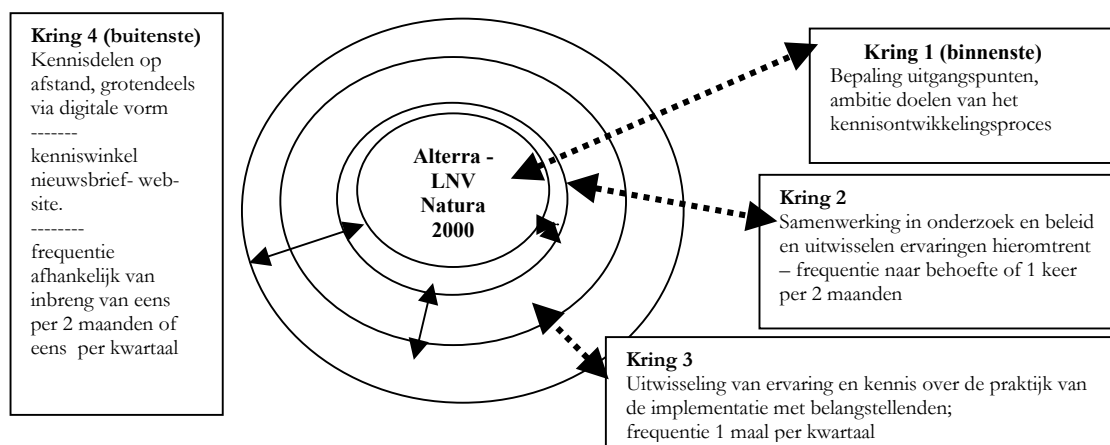 Kring 4 (buitenste)
Kennisdelen op
afstand, grotendeels
via digitale vorm
-------
kenniswinkel
nieuwsbrief- web-
site.
--------
frequentie
afhankelijk van
inbreng van eens
per 2 maanden of
eens per kwartaal
Alterra -
LNV
Natura
2000
Kring 1 (binnenste)
Bepaling uitgangspunten,
ambitie doelen van het
kennisontwikkelingsproces
Kring 2
Samenwerking in onderzoek en beleid
en uitwisselen ervaringen hieromtrent
– frequentie naar behoefte of 1 keer
per 2 maanden
Kring 3
Uitwisseling van ervaring en kennis over de praktijk van
de implementatie met belangstellenden;
frequentie 1 maal per kwartaal